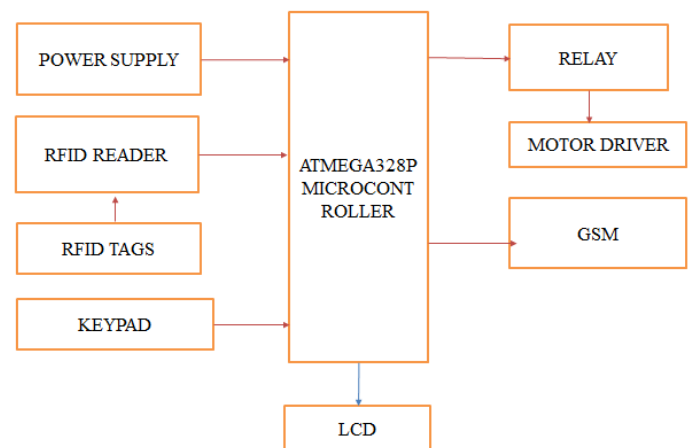 POWER SUPPLY
RFID READER
RFID TAGS
KEYPAD
ATMEGA328P
MICROCONT
ROLLER
RELAY
MOTOR DRIVER
GSM
LCD